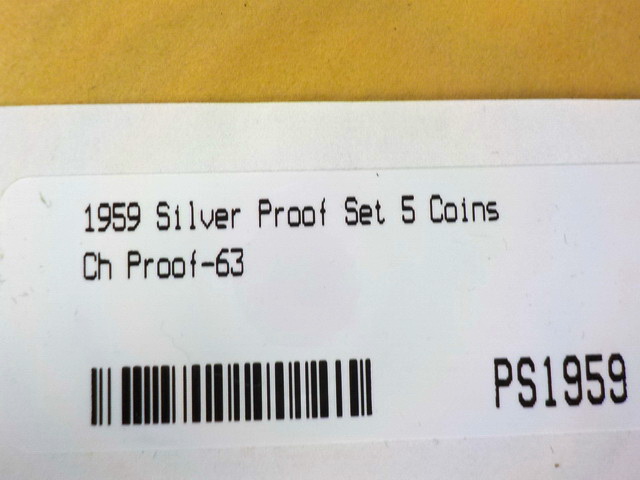 1959 Silver Proof Set 5 Coins
Ch Proof-63
PS1959